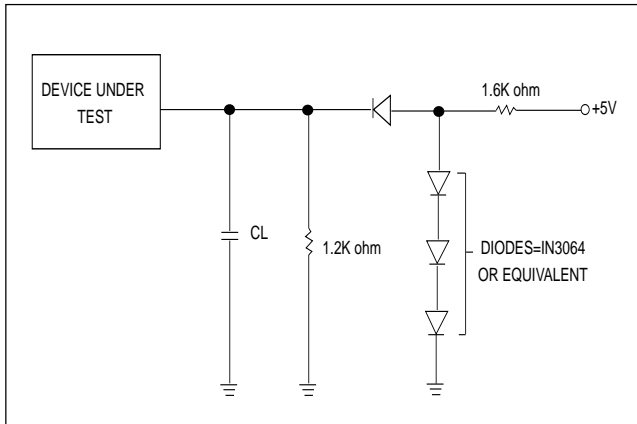 DEVICE UNDER
TEST
1.6K ohm
+5V
CL
1.2K ohm
DIODES=IN3064
OR EQUIVALENT